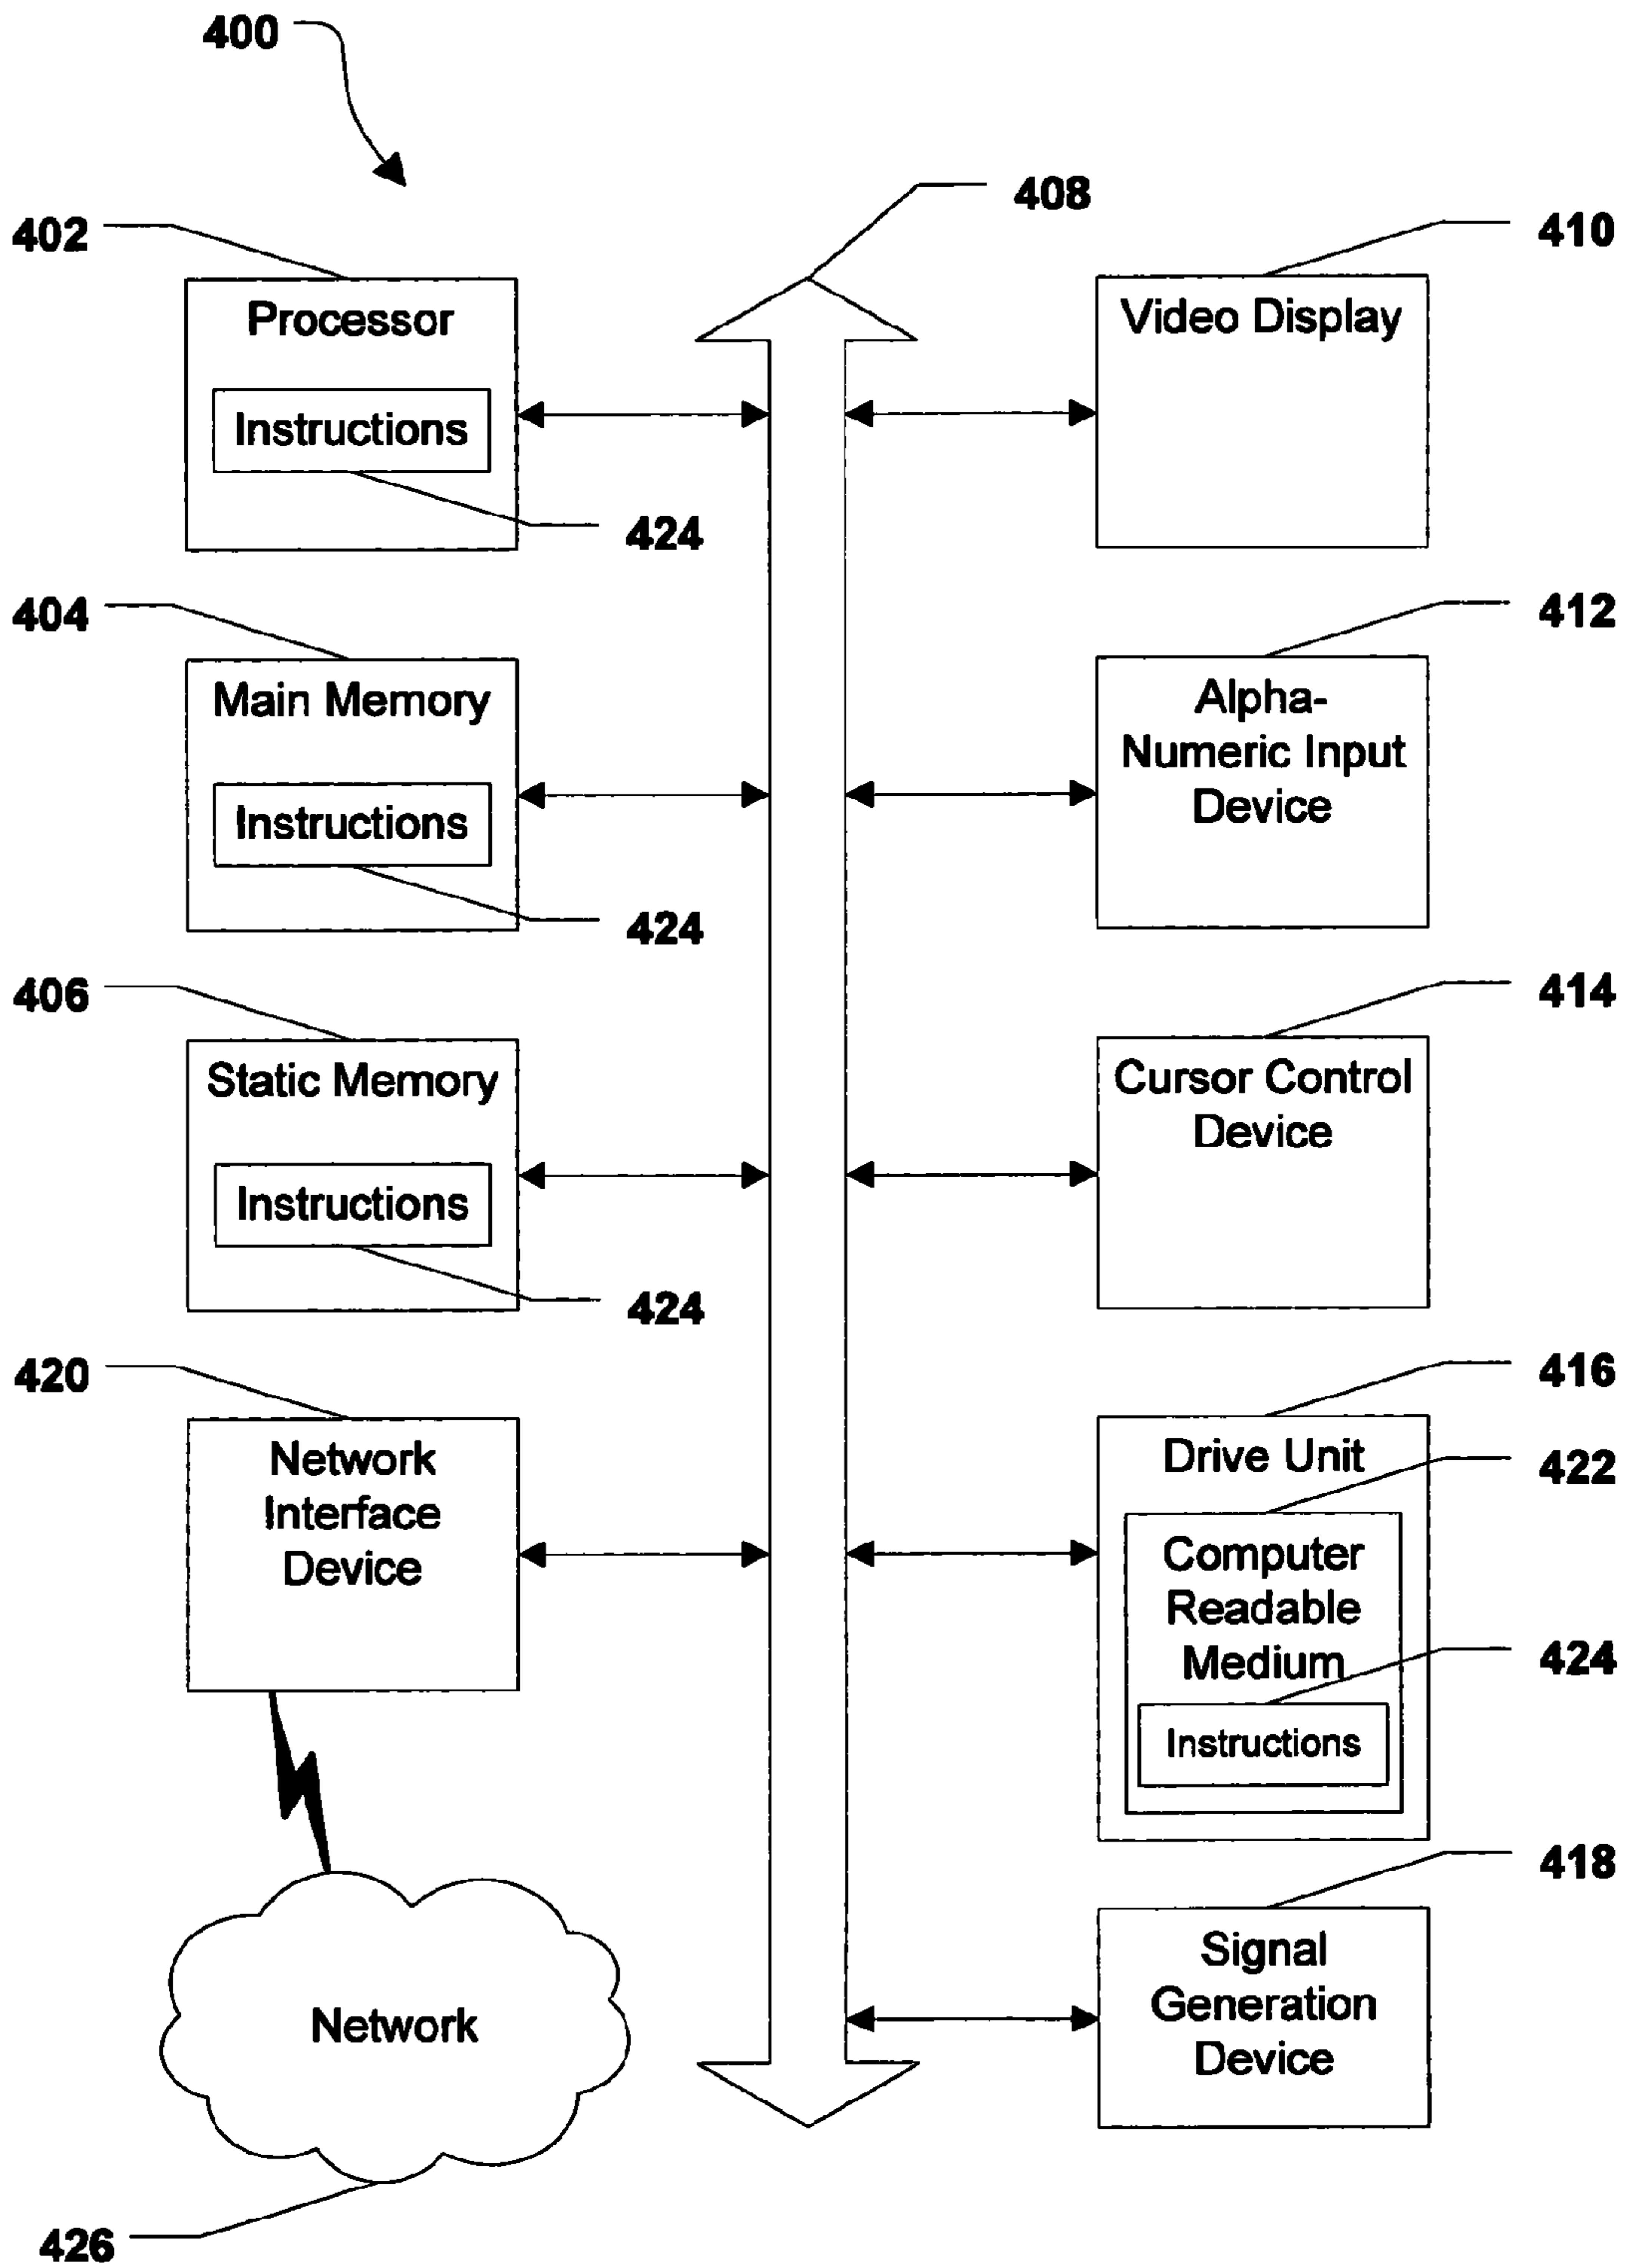 400
408
402
410
Processor
Video Display
Instructions
424
404
412
Main Memory
Alpha-
Numeric Input
Device
Instructions
424
406
414
Static Memory
Cursor Control
Device
Instructions
424
420
416
Network
Interface
Device
Drive Unit
422
Computer
Readable
Medium
424
Instructions
418
Signal
Generation
Device
Network
426